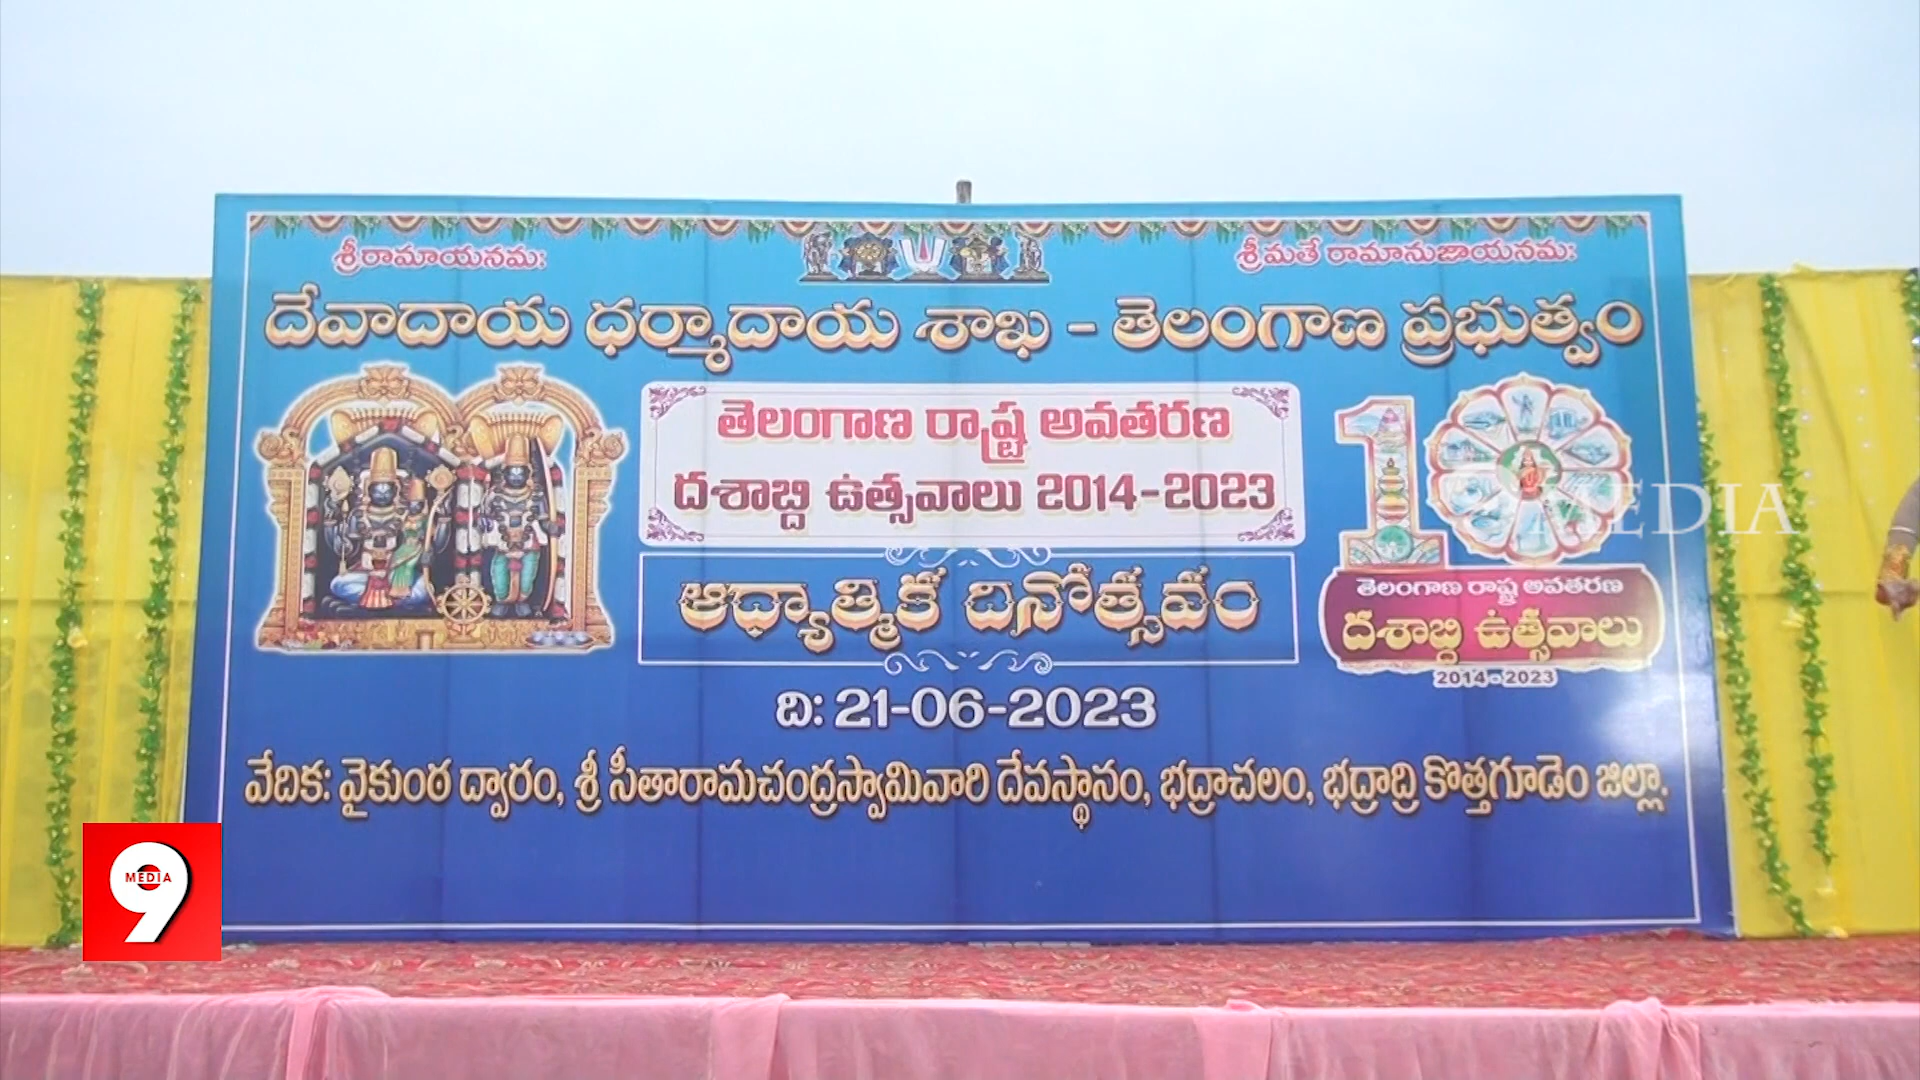 శ్రీరామాయనమః
శ్రీమతే రామానుజాయనమః
దేవాదాయ ధర్మాదాయ శాఖ - తెలంగాణ ప్రభుత్వం
తెలంగాణ రాష్ట్ర అవతరణ
దశాబ్ది ఉత్సవాలు 2014-2023
10
MEDIA
ఆధ్యాత్మిక దినోత్సవం
తెలంగాణ రాష్ట్ర అవతరణ
దశాబ్ది ఉత్సవాలు
2014-2023
ది: 21-06-2023
వేదిక: వైకుంఠ ద్వారం, శ్రీ సీతారామచంద్రస్వామివారి దేవస్థానం, భద్రాచలం, భద్రాద్రి కొత్తగూడెం జిల్లా.
9
MEDIA